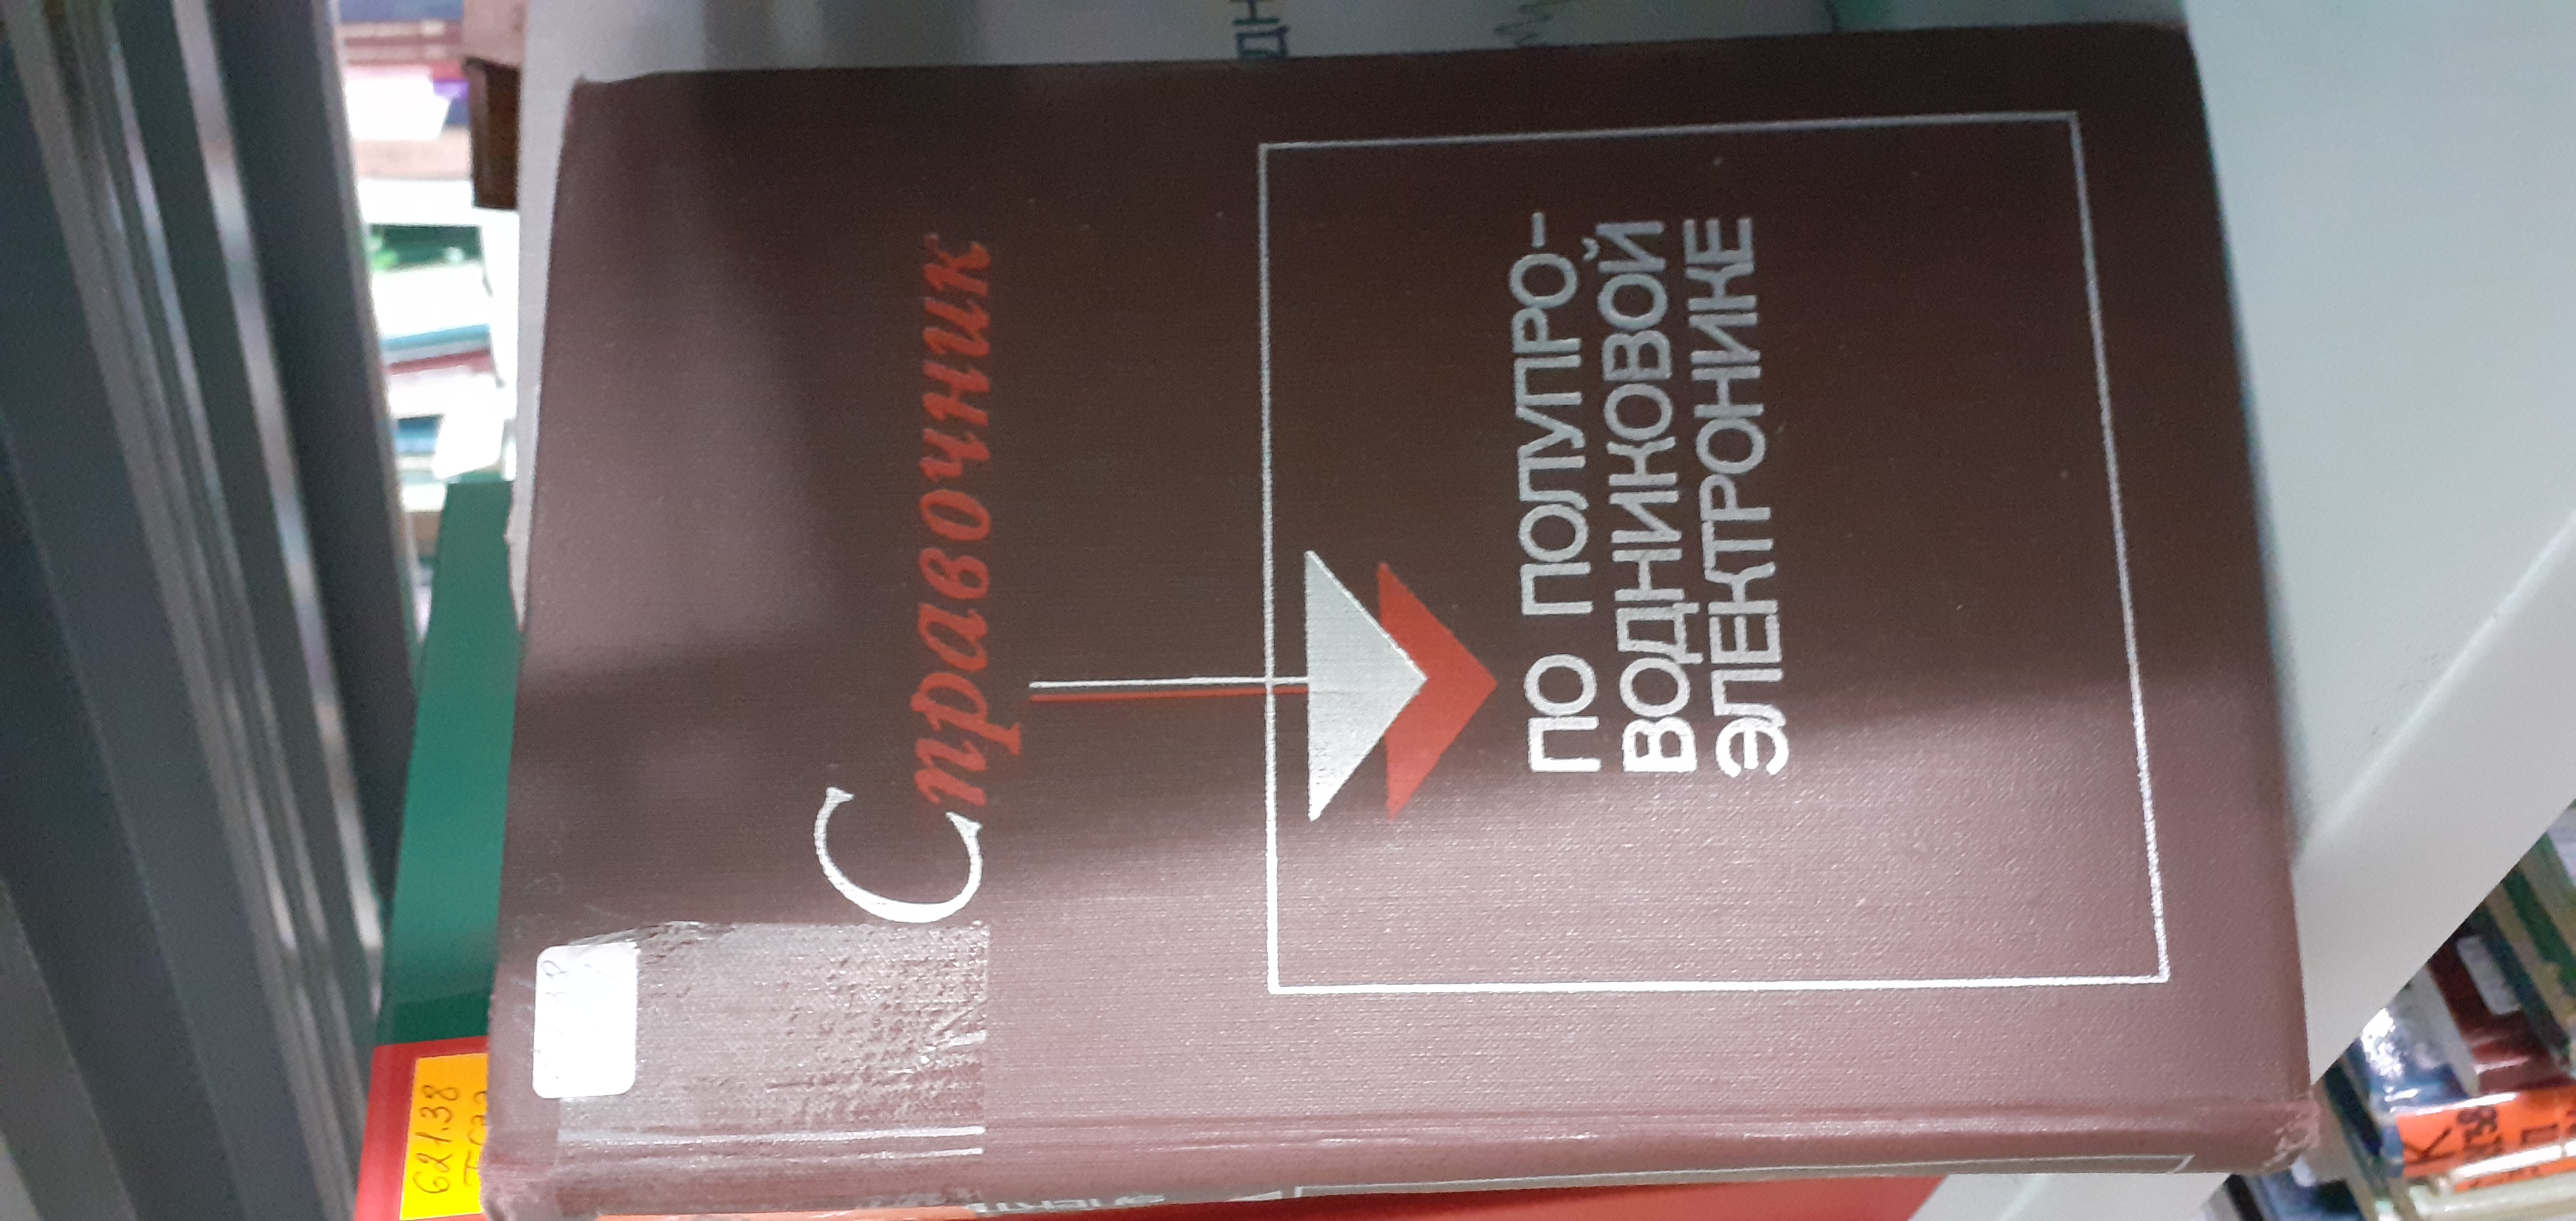 Справочник
ПО ПОЛУПРО-
ВОДНИКОВОЙ
ЭЛЕКТРОНИКЕ
621.38